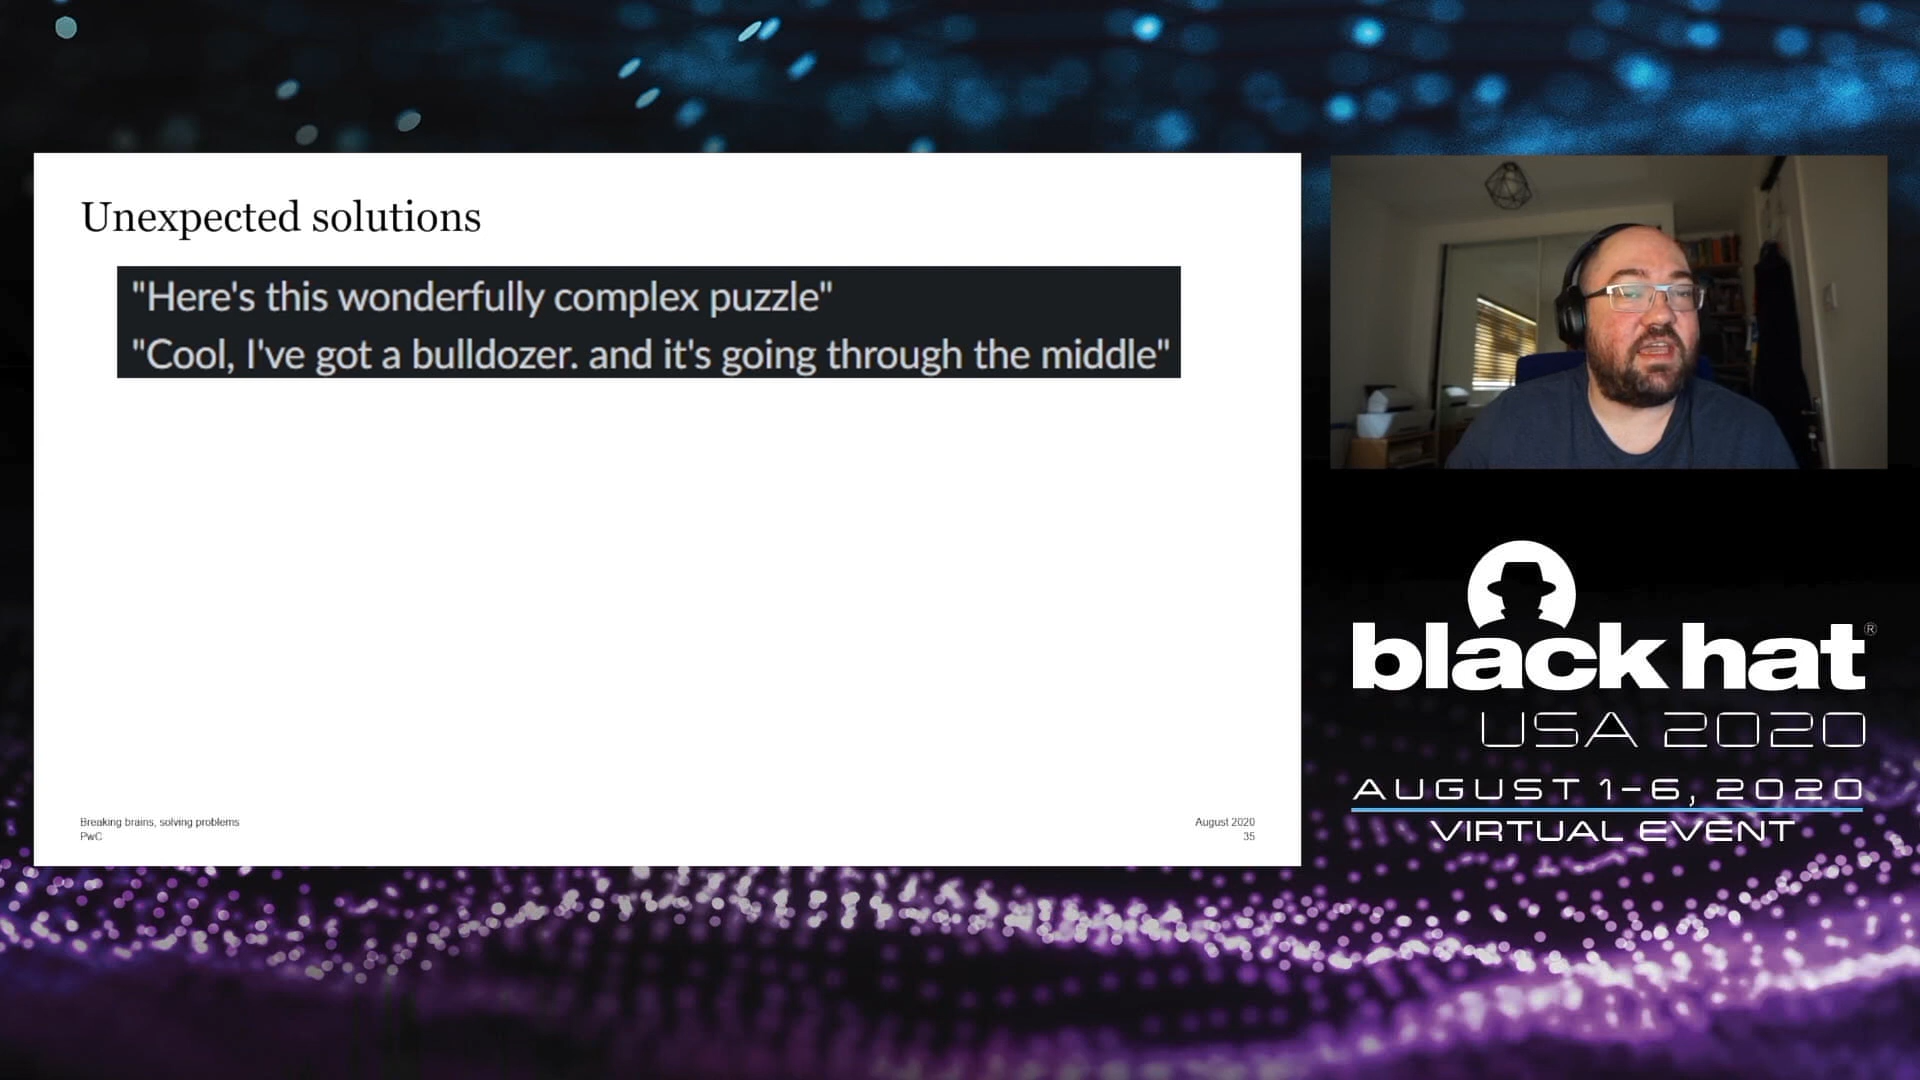 Unexpected solutions
"Here's this wonderfully complex puzzle"
"Cool, I've got a bulldozer. and it's going through the middle"
Breaking brains, solving problems
PwC
August 2020
35
black hat®
USA 2020
AUGUST 1-6, 2020
VIRTUAL EVENT